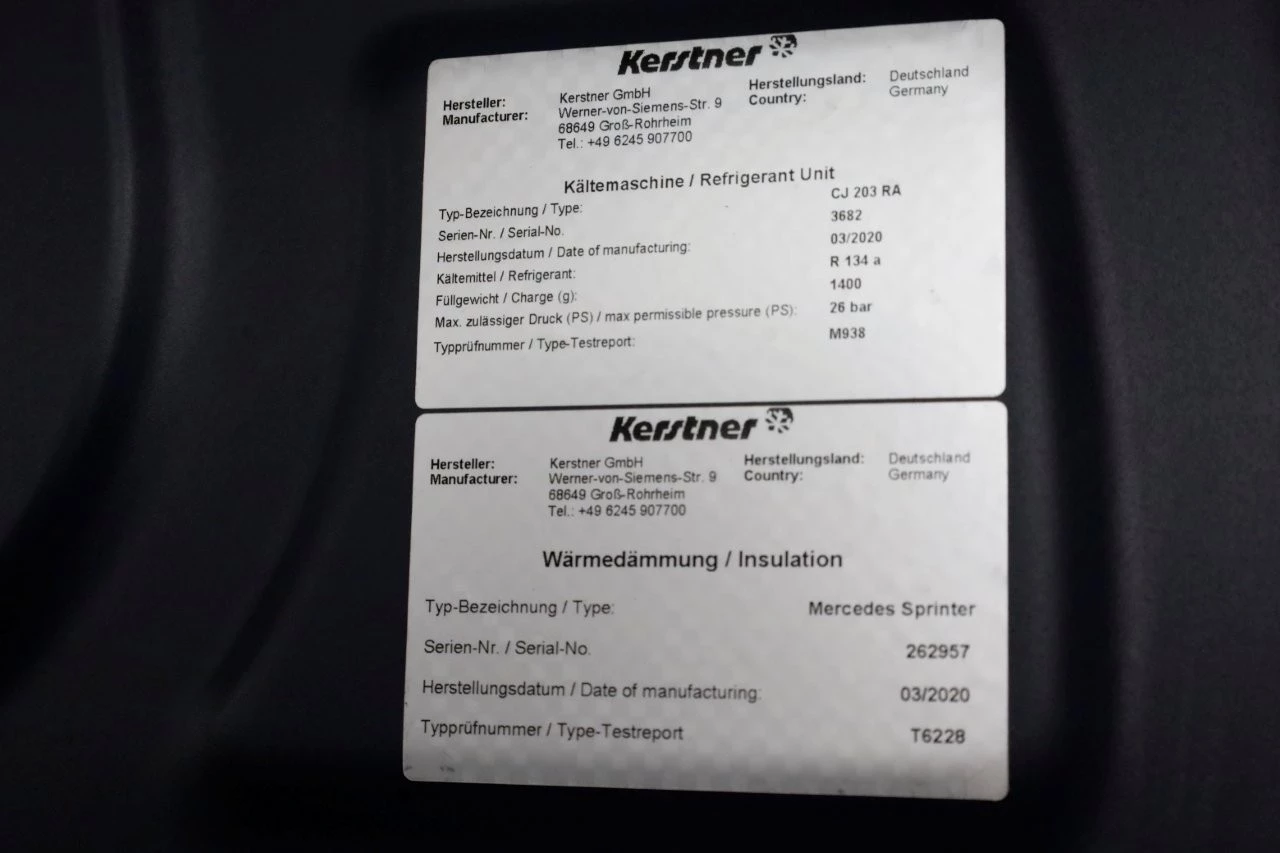 Kerstner
Hersteller: Kerstner GmbH Herstellungsland: Deutschland
Manufacturer: Werner-von-Siemens-Str. 9 Country: Germany
68649 Groß-Rohrheim
Tel.: +49 6245 907700
Kältemaschine / Refrigerant Unit
Typ-Bezeichnung / Type: CJ 203 RA
Serien-Nr. / Serial-No. 3682
Herstellungsdatum / Date of manufacturing: 03/2020
Kältemittel / Refrigerant: R 134 a
Füllgewicht / Charge (g): 1400
Max. zulässiger Druck (PS) / max permissible pressure (PS): 26 bar
Typprüfnummer / Type-Testreport: M938
Kerstner
Hersteller: Kerstner GmbH Herstellungsland: Deutschland
Manufacturer: Werner-von-Siemens-Str. 9 Country: Germany
68649 Groß-Rohrheim
Tel.: +49 6245 907700
Wärmedämmung / Insulation
Typ-Bezeichnung / Type: Mercedes Sprinter
Serien-Nr. / Serial-No. 262957
Herstellungsdatum / Date of manufacturing: 03/2020
Typprüfnummer / Type-Testreport T6228